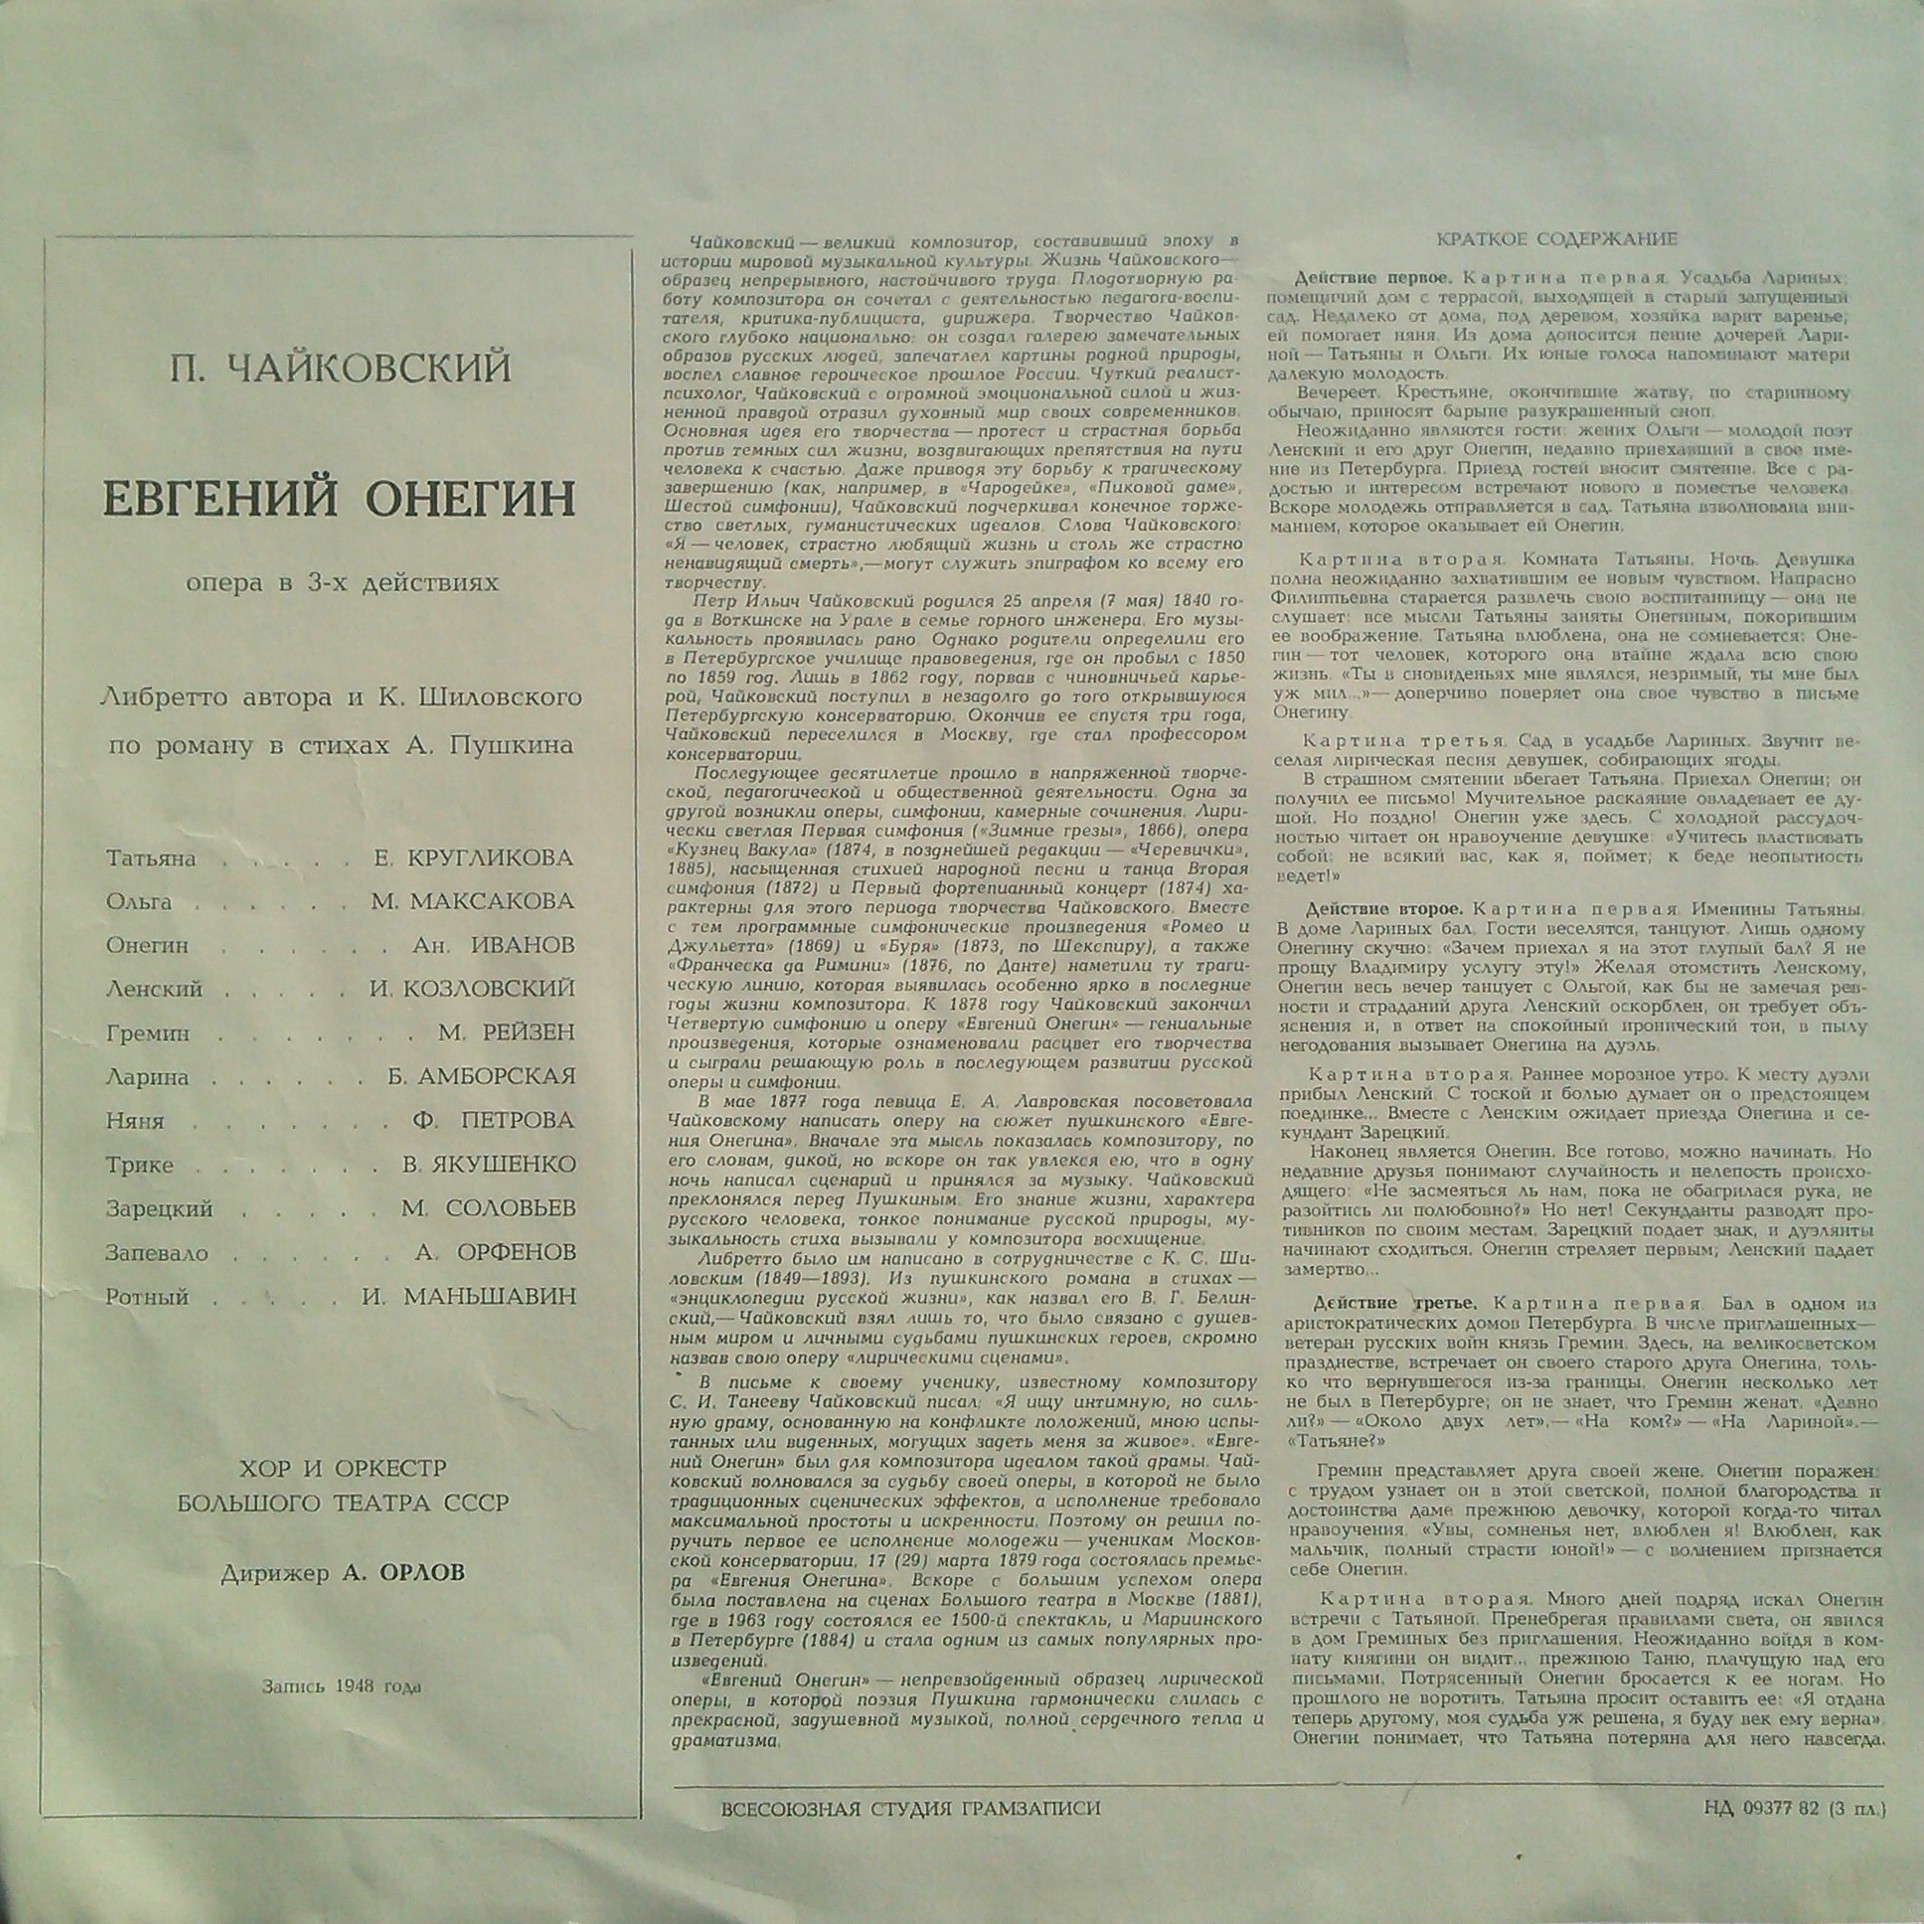 П. ЧАЙКОВСКИЙ
ЕВГЕНИЙ ОНЕГИН
опера в 3-х действиях
Либретто автора и К. Шиловского
по роману в стихах А. Пушкина
Татьяна . . . . . Е. КРУГЛИКОВА
Ольга . . . . . . М. МАКСАКОВА
Онегин . . . . . . Ан. ИВАНОВ
Ленский . . . . . И. КОЗЛОВСКИЙ
Гремин . . . . . . . М. РЕЙЗЕН
Ларина . . . . . . Б. АМБОРСКАЯ
Няня . . . . . . . Ф. ПЕТРОВА
Трике . . . . . . . В. ЯКУШЕНКО
Зарецкий . . . . . М. СОЛОВЬЕВ
Запевало . . . . . . А. ОРФЕНОВ
Ротный . . . . . И. МАНЬШАВИН
ХОР И ОРКЕСТР
БОЛЬШОГО ТЕАТРА СССР
Дирижер А. ОРЛОВ
Запись 1948 года
Чайковский — великий композитор, составивший эпоху в
истории мировой музыкальной культуры. Жизнь Чайковского—
образец непрерывного, настойчивого труда. Плодотворную ра-
боту композитора он сочетал с деятельностью педагога-воспи-
тателя, критика-публициста, дирижера. Творчество Чайков-
ского глубоко национально: он создал галерею замечательных
образов русских людей, запечатлел картины родной природы,
воспел славное героическое прошлое России. Чуткий реалист-
психолог, Чайковский с огромной эмоциональной силой и жиз-
ненной правдой отразил духовный мир своих современников.
Основная идея его творчества — протест и страстная борьба
против темных сил жизни, воздвигающих препятствия на пути
человека к счастью. Даже приводя эту борьбу к трагическому
завершению (как, например, в «Чародейке», «Пиковой даме»,
Шестой симфонии), Чайковский подчеркивал конечное торже-
ство светлых, гуманистических идеалов. Слова Чайковского:
«Я — человек, страстно любящий жизнь и столь же страстно
ненавидящий смерть»,—могут служить эпиграфом ко всему его
творчеству.
Петр Ильич Чайковский родился 25 апреля (7 мая) 1840 го-
да в Воткинске на Урале в семье горного инженера. Его музы-
кальность проявилась рано. Однако родители определили его
в Петербургское училище правоведения, где он пробыл с 1850
по 1859 год. Лишь в 1862 году, порвав с чиновничьей карье-
рой, Чайковский поступил в незадолго до того открывшуюся
Петербургскую консерваторию. Окончив ее спустя три года,
Чайковский переселился в Москву, где стал профессором
консерватории.
Последующее десятилетие прошло в напряженной творче-
ской, педагогической и общественной деятельности. Одна за
другой возникли оперы, симфонии, камерные сочинения. Лири-
чески светлая Первая симфония («Зимние грезы», 1866), опера
«Кузнец Вакула» (1874, в позднейшей редакции — «Черевички»,
1885), насыщенная стихией народной песни и танца Вторая
симфония (1872) и Первый фортепианный концерт (1874) ха-
рактерны для этого периода творчества Чайковского. Вместе
с тем программные симфонические произведения «Ромео и
Джульетта» (1869) и «Буря» (1873, по Шекспиру), а также
«Франческа да Римини» (1876, по Данте) наметили ту траги-
ческую линию, которая выявилась особенно ярко в последние
годы жизни композитора. К 1878 году Чайковский закончил
Четвертую симфонию и оперу «Евгений Онегин» — гениальные
произведения, которые ознаменовали расцвет его творчества
и сыграли решающую роль в последующем развитии русской
оперы и симфонии.
В мае 1877 года певица Е. А. Лавровская посоветовала
Чайковскому написать оперу на сюжет пушкинского «Евге-
ния Онегина». Вначале эта мысль показалась композитору, по
его словам, дикой, но вскоре он так увлекся ею, что в одну
ночь написал сценарий и принялся за музыку. Чайковский
преклонялся перед Пушкиным. Его знание жизни, характера
русского человека, тонкое понимание русской природы, му-
зыкальность стиха вызывали у композитора восхищение.
Либретто было им написано в сотрудничестве с К. С. Ши-
ловским (1849—1893). Из пушкинского романа в стихах —
«энциклопедии русской жизни», как назвал его В. Г. Белин-
ский,— Чайковский взял лишь то, что было связано с душев-
ным миром и личными судьбами пушкинских героев, скромно
назвав свою оперу «лирическими сценами».
В письме к своему ученику, известному композитору
С. И. Танееву Чайковский писал: «Я ищу интимную, но силь-
ную драму, основанную на конфликте положений, мною испы-
танных или виденных, могущих задеть меня за живое». «Евге-
ний Онегин» был для композитора идеалом такой драмы. Чай-
ковский волновался за судьбу своей оперы, в которой не было
традиционных сценических эффектов, а исполнение требовало
максимальной простоты и искренности. Поэтому он решил по-
ручить первое ее исполнение молодежи — ученикам Москов-
ской консерватории. 17 (29) марта 1879 года состоялась премье-
ра «Евгения Онегина». Вскоре с большим успехом опера
была поставлена на сценах Большого театра в Москве (1881),
где в 1963 году состоялся ее 1500-й спектакль, и Мариинского
в Петербурге (1884) и стала одним из самых популярных про-
изведений.
«Евгений Онегин» — непревзойденный образец лирической
оперы, в которой поэзия Пушкина гармонически слилась с
прекрасной, задушевной музыкой, полной сердечного тепла и
драматизма.
КРАТКОЕ СОДЕРЖАНИЕ
Действие первое. Картина первая. Усадьба Лариных:
помещичий дом с террасой, выходящей в старый запущенный
сад. Недалеко от дома, под деревом, хозяйка варит варенье,
ей помогает няня. Из дома доносится пение дочерей Лари-
ной — Татьяны и Ольги. Их юные голоса напоминают матери
далекую молодость.
Вечереет. Крестьяне, окончившие жатву, по старинному
обычаю, приносят барыне разукрашенный сноп.
Неожиданно являются гости: жених Ольги — молодой поэт
Ленский и его друг Онегин, недавно приехавший в свое име-
ние из Петербурга. Приезд гостей вносит смятение. Все с ра-
достью и интересом встречают нового в поместье человека.
Вскоре молодежь отправляется в сад. Татьяна взволнована вни-
манием, которое оказывает ей Онегин.
Картина вторая. Комната Татьяны. Ночь. Девушка
полна неожиданно захватившим ее новым чувством. Напрасно
Филиппьевна старается развлечь свою воспитанницу — она не
слушает: все мысли Татьяны заняты Онегиным, покорившим
ее воображение. Татьяна влюблена, она не сомневается: Оне-
гин — тот человек, которого она втайне ждала всю свою
жизнь. «Ты в сновиденьях мне являлся, незримый, ты мне был
уж мил...»— доверчиво поверяет она свое чувство в письме
Онегину.
Картина третья. Сад в усадьбе Лариных. Звучит ве-
селая лирическая песня девушек, собирающих ягоды.
В страшном смятении вбегает Татьяна. Приехал Онегин; он
получил ее письмо! Мучительное раскаяние овладевает ее ду-
шой. Но поздно! Онегин уже здесь. С холодной рассудоч-
ностью читает он нравоучение девушке: «Учитесь властвовать
собой: не всякий вас, как я, поймет; к беде неопытность
ведет!»
Действие второе. Картина первая. Именины Татьяны.
В доме Лариных бал. Гости веселятся, танцуют. Лишь одному
Онегину скучно: «Зачем приехал я на этот глупый бал? Я не
прощу Владимиру услугу эту!» Желая отомстить Ленскому,
Онегин весь вечер танцует с Ольгой, как бы не замечая рев-
ности и страданий друга. Ленский оскорблен, он требует объ-
яснения и, в ответ на спокойный иронический тон, в пылу
негодования вызывает Онегина на дуэль.
Картина вторая. Раннее морозное утро. К месту дуэли
прибыл Ленский. С тоской и болью думает он о предстоящем
поединке... Вместе с Ленским ожидает приезда Онегина и се-
кундант Зарецкий.
Наконец является Онегин. Все готово, можно начинать. Но
недавние друзья понимают случайность и нелепость происхо-
дящего: «Не засмеяться ль нам, пока не обагрилася рука, не
разойтись ли полюбовно?» Но нет! Секунданты разводят про-
тивников по своим местам. Зарецкий подает знак, и дуэлянты
начинают сходиться. Онегин стреляет первым; Ленский падает
замертво...
Действие третье. Картина первая. Бал в одном из
аристократических домов Петербурга. В числе приглашенных—
ветеран русских войн князь Гремин. Здесь, на великосветском
празднестве, встречает он своего старого друга Онегина, толь-
ко что вернувшегося из-за границы. Онегин несколько лет
не был в Петербурге; он не знает, что Гремин женат. «Давно
ли?» — «Около двух лет».— «На ком?» — «На Лариной».—
«Татьяне?»
Гремин представляет друга своей жене. Онегин поражен:
с трудом узнает он в этой светской, полной благородства и
достоинства даме прежнюю девочку, которой когда-то читал
нравоучения. «Увы, сомненья нет, влюблен я! Влюблен, как
мальчик, полный страсти юной!» — с волнением признается
себе Онегин.
Картина вторая. Много дней подряд искал Онегин
встречи с Татьяной. Пренебрегая правилами света, он явился
в дом Греминых без приглашения. Неожиданно войдя в ком-
нату княгини он видит... прежнюю Таню, плачущую над его
письмами. Потрясенный Онегин бросается к ее ногам. Но
прошлого не воротить. Татьяна просит оставить ее: «Я отдана
теперь другому, моя судьба уж решена, я буду век ему верна».
Онегин понимает, что Татьяна потеряна для него навсегда.
ВСЕСОЮЗНАЯ СТУДИЯ ГРАМЗАПИСИ
НД 09377 82 (3 пл.)